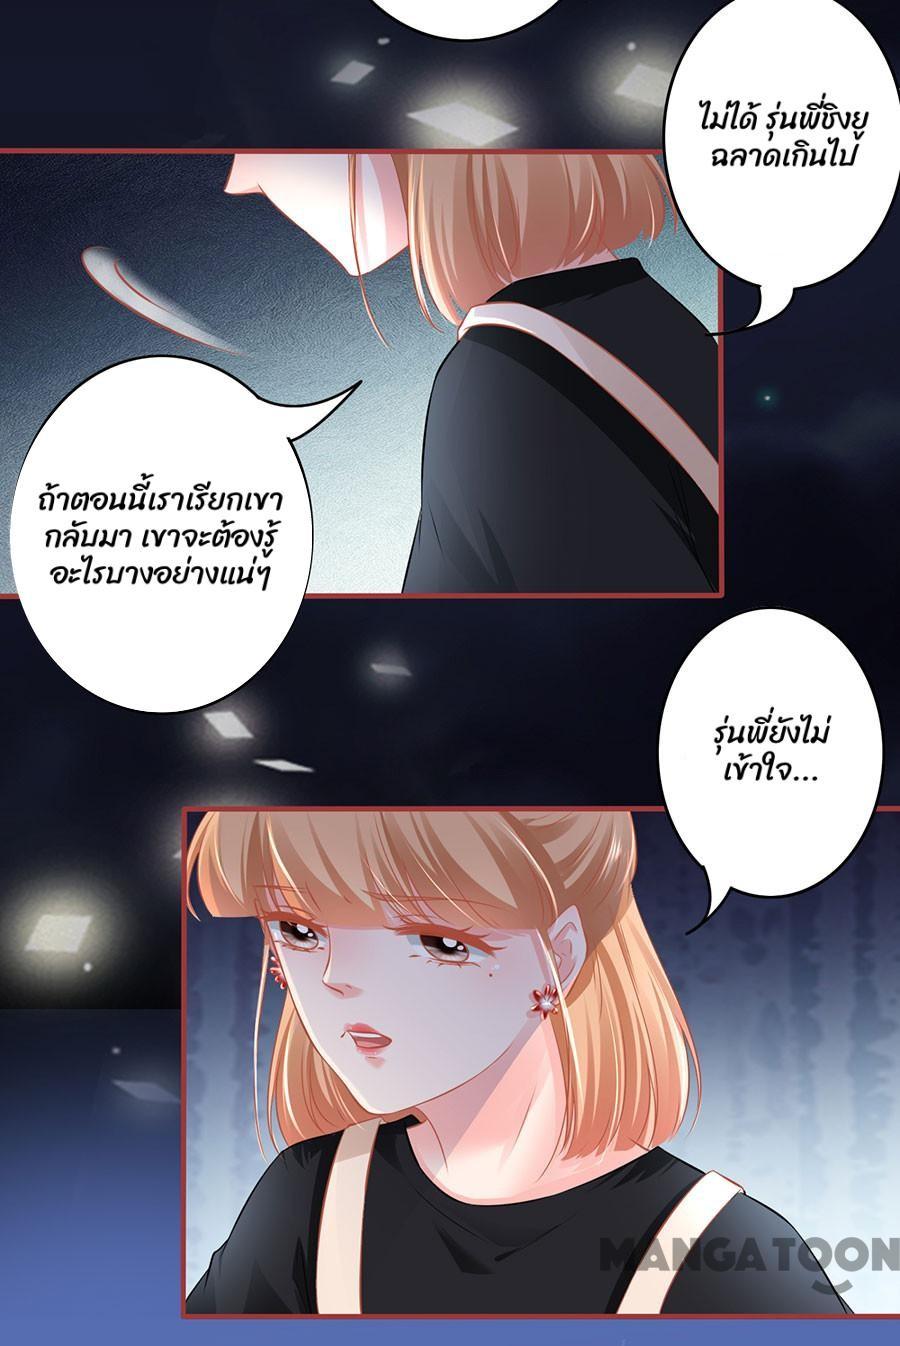 ไม่ได้ รุ่นพี่ชิงยู
ฉลาดเกินไป
ถ้าตอนนี้เราเรียกเขา
กลับมา เขาจะต้องรู้
อะไรบางอย่างแน่ๆ
รุ่นพี่ยังไม่
เข้าใจ...
MANGATOON